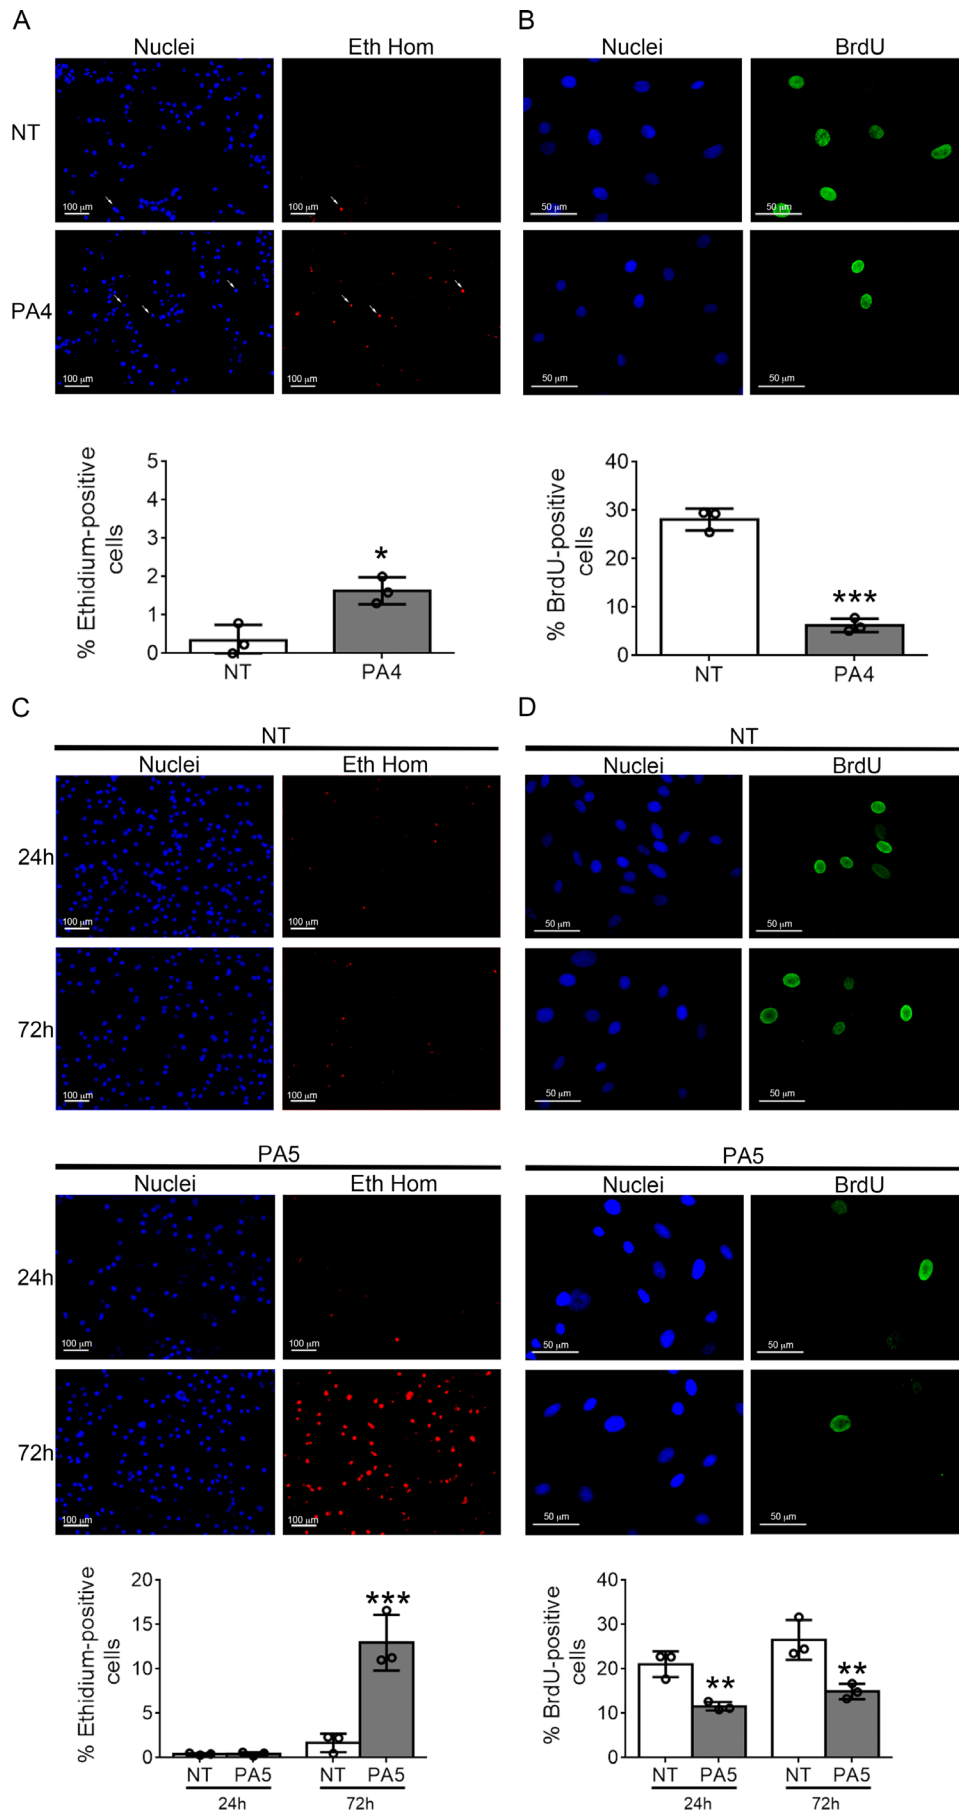 A
B
Nuclei
Eth Hom
Nuclei
BrdU
NT
100 µm
100 µm
50 µm
50 µm
PA4
100 µm
100 µm
50 µm
50 µm
% Ethidium-positive
cells
5
4
3
2
1
0
*
NT
PA4
% BrdU-positive
cells
40
30
20
10
0
***
NT
PA4
C
D
NT
NT
Nuclei
Eth Hom
Nuclei
BrdU
24h
100 µm
100 µm
50 µm
50 µm
72h
100 µm
100 µm
50 µm
50 µm
PA5
PA5
Nuclei
Eth Hom
Nuclei
BrdU
24h
100 µm
100 µm
50 µm
50 µm
72h
100 µm
100 µm
50 µm
50 µm
% Ethidium-positive
cells
20
15
10
5
0
***
NT PA5 NT PA5
24h 72h
% BrdU-positive
cells
40
30
20
10
0
**
**
NT PA5 NT PA5
24h 72h